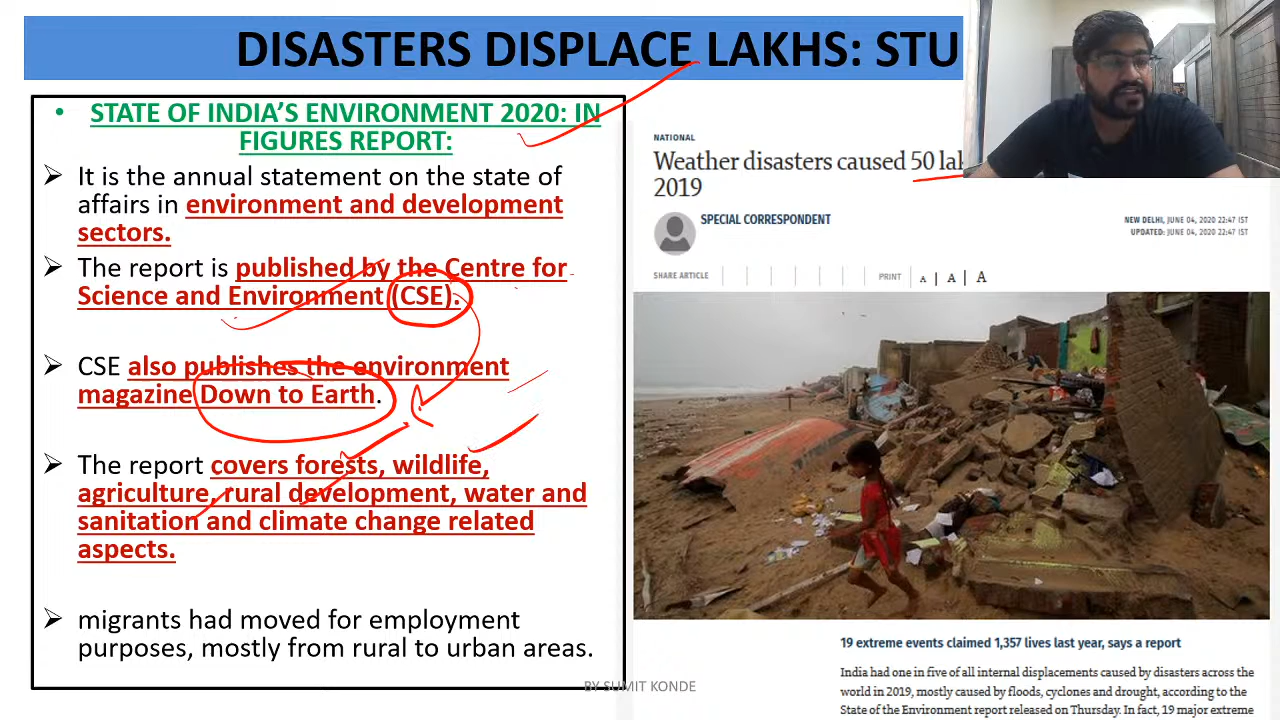 DISASTERS DISPLACE LAKHS: STU
• STATE OF INDIA’S ENVIRONMENT 2020: IN
FIGURES REPORT:
➢ It is the annual statement on the state of
affairs in environment and development
sectors.
➢ The report is published by the Centre for
Science and Environment (CSE).
➢ CSE also publishes the environment
magazine Down to Earth.
➢ The report covers forests, wildlife,
agriculture, rural development, water and
sanitation and climate change related
aspects.
➢ migrants had moved for employment
purposes, mostly from rural to urban areas.
NATIONAL
Weather disasters caused 50 lak
2019
SPECIAL CORRESPONDENT
NEW DELHI, JUNE 04, 2020 22:47 IST
UPDATED: JUNE 04, 2020 22:47 IST
SHARE ARTICLE
PRINT A | A | A
19 extreme events claimed 1,357 lives last year, says a report
India had one in five of all internal displacements caused by disasters across the
world in 2019, mostly caused by floods, cyclones and drought, according to the
State of the Environment report released on Thursday. In fact, 19 major extreme
BY SUMIT KONDE